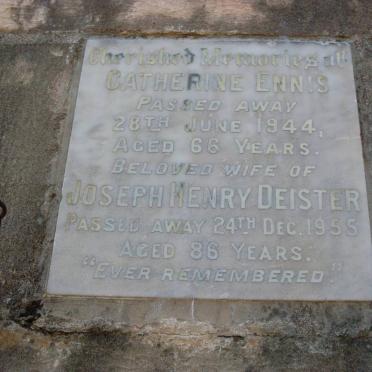 Cherished Memories of
CATHERINE ENNIS
PASSED AWAY
28TH JUNE 1944,
AGED 66 YEARS.
BELOVED WIFE OF
JOSEPH HENRY DEISTER
PASSED AWAY 24TH DEC. 1955
AGED 86 YEARS.
"EVER REMEMBERED."